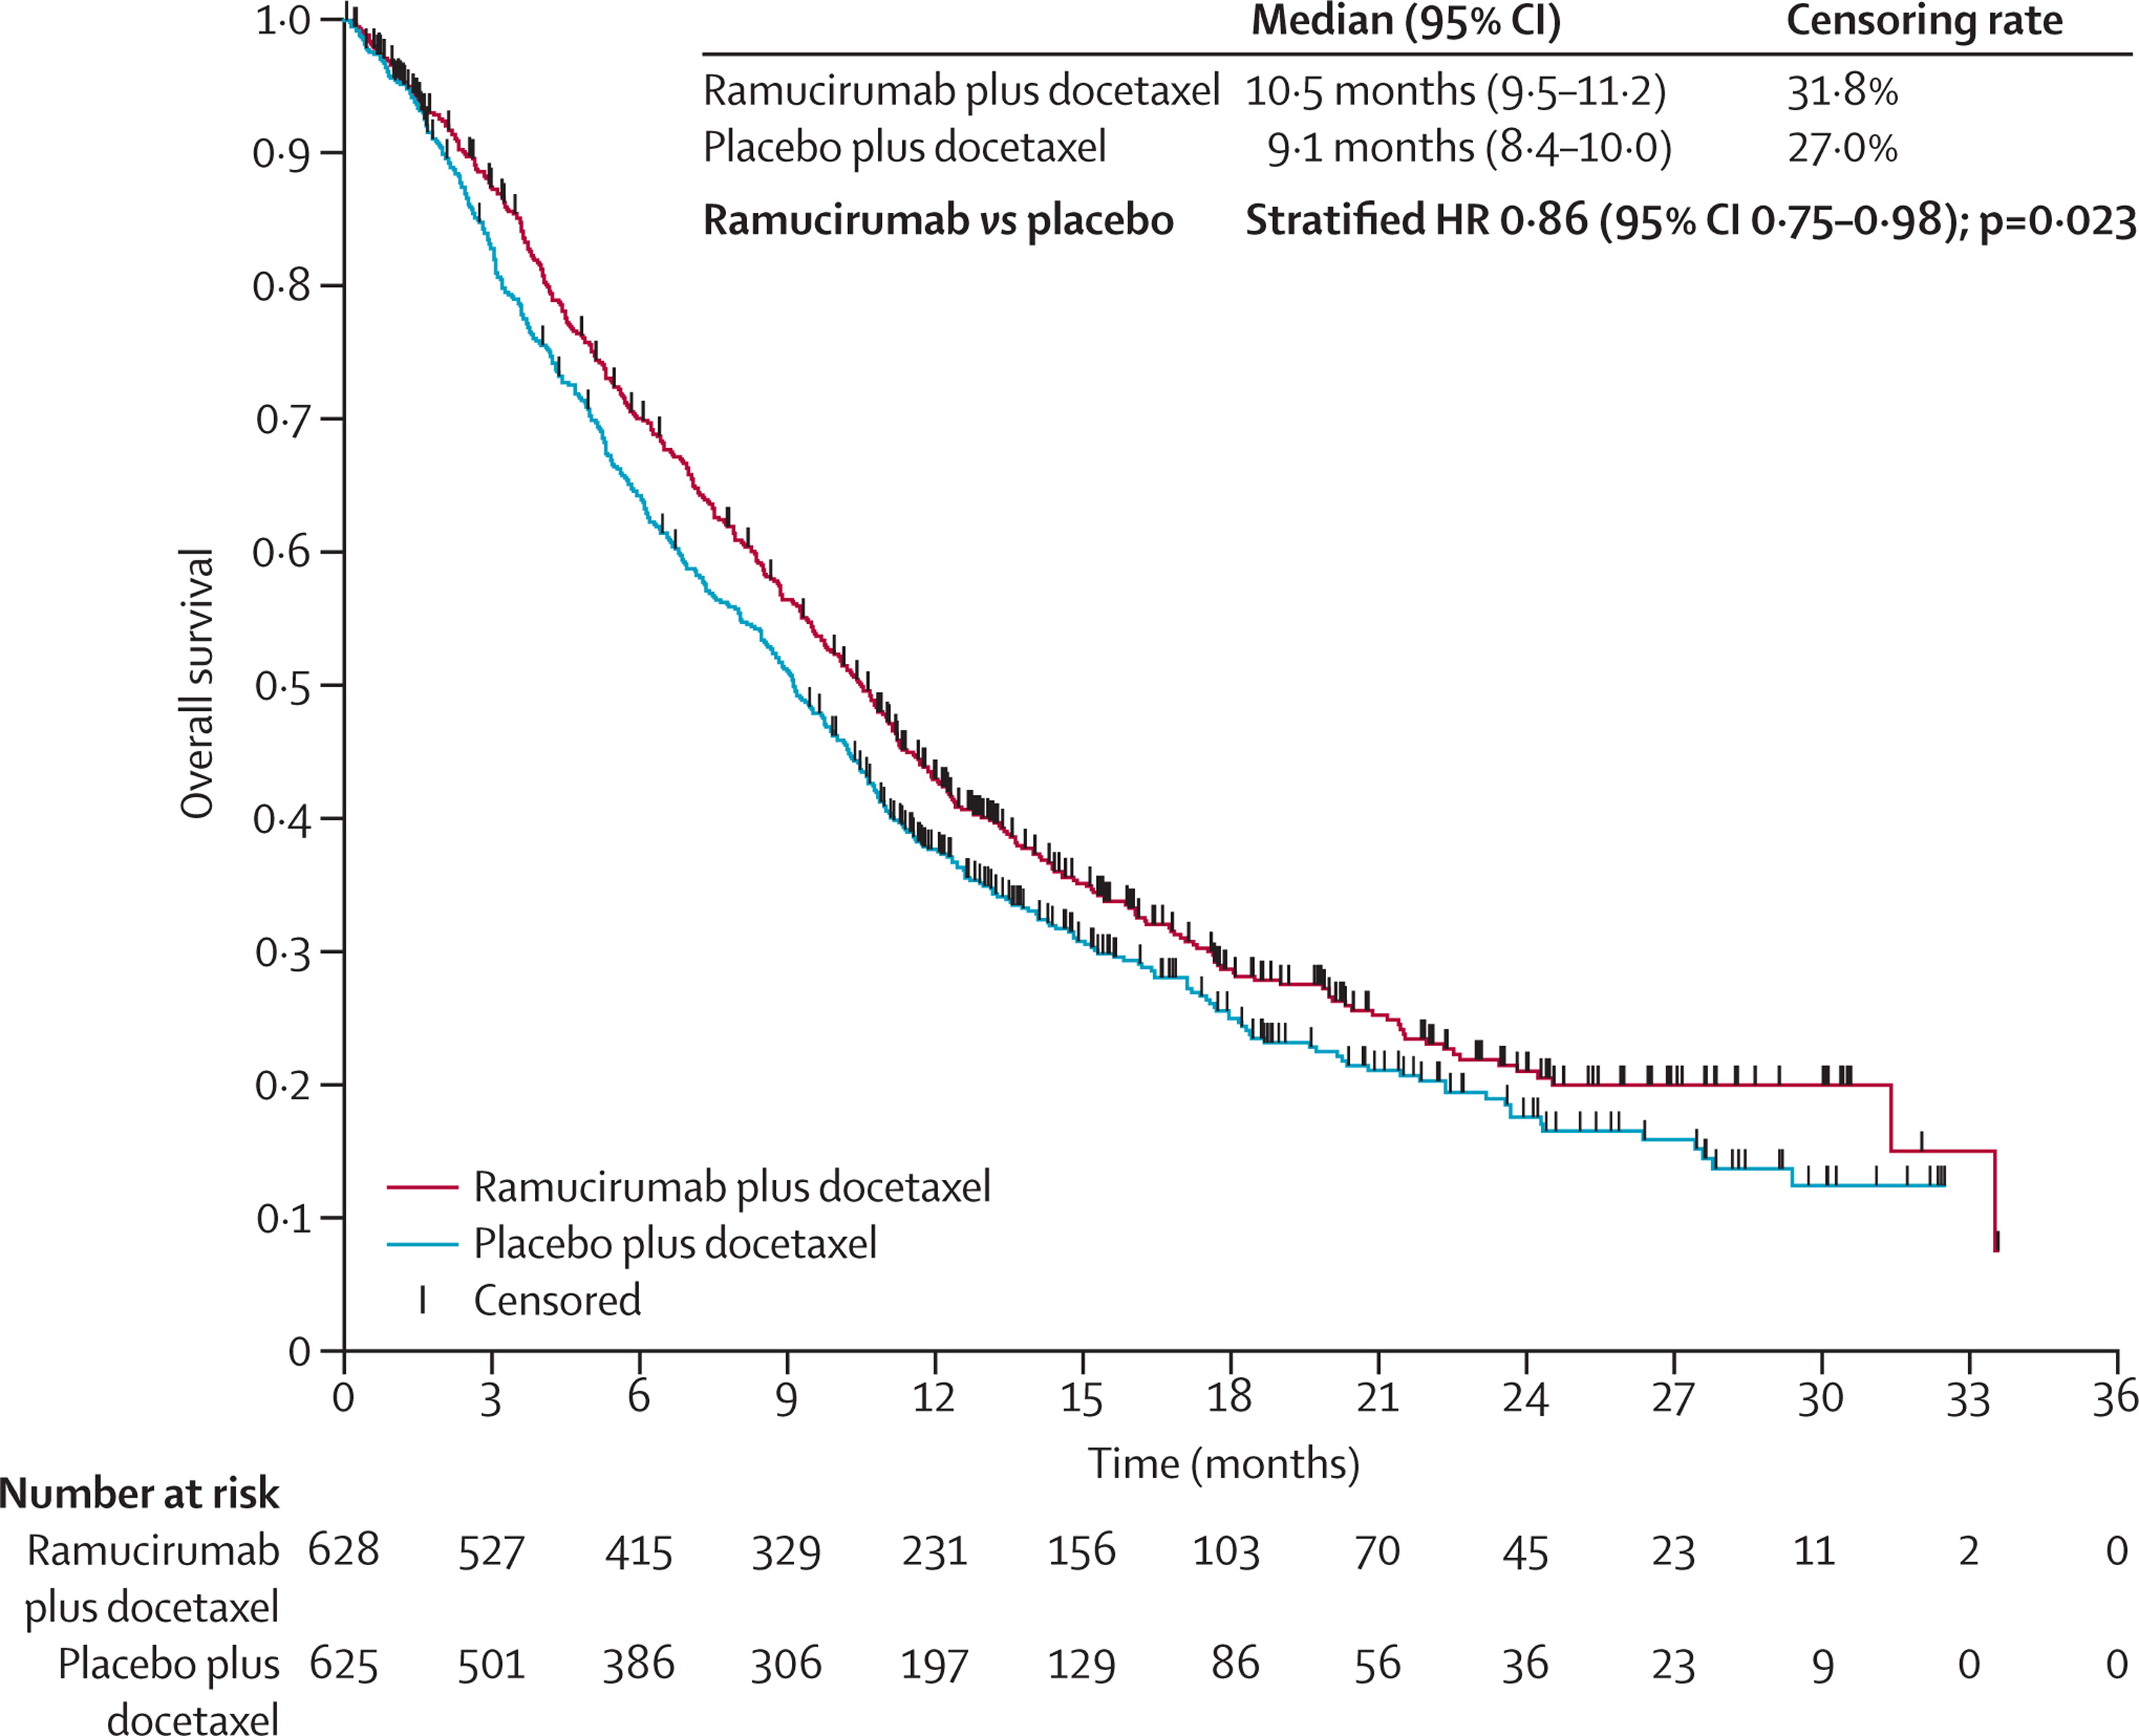 Median (95% CI) Censoring rate
Ramucirumab plus docetaxel 10·5 months (9·5–11·2) 31·8%
Placebo plus docetaxel 9·1 months (8·4–10·0) 27·0%
Ramucirumab vs placebo Stratified HR 0·86 (95% CI 0·75–0·98); p=0·023
Overall survival
1·0
0·9
0·8
0·7
0·6
0·5
0·4
0·3
0·2
0·1
0
Ramucirumab plus docetaxel
Placebo plus docetaxel
Censored
0 3 6 9 12 15 18 21 24 27 30 33 36
Time (months)
Number at risk
Ramucirumab 628 527 415 329 231 156 103 70 45 23 11 2 0
plus docetaxel
Placebo plus 625 501 386 306 197 129 86 56 36 23 9 0 0
docetaxel